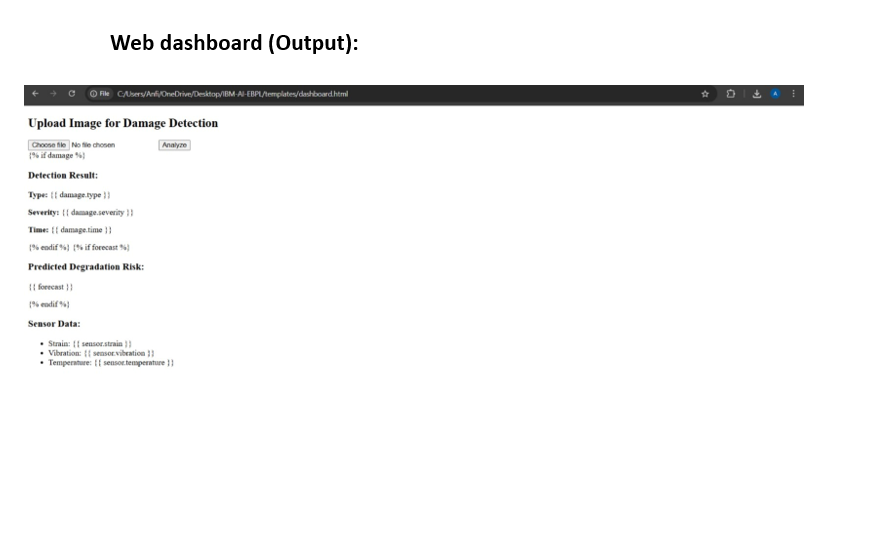 Web dashboard (Output):
File C:/Users/Anfi/OneDrive/Desktop/IBM-AI-EBPL/templates/dashboard.html
Upload Image for Damage Detection
Choose file No file chosen Analyze
{% if damage %}
Detection Result:
Type: {{ damage.type }}
Severity: {{ damage.severity }}
Time: {{ damage.time }}
{% endif %} {% if forecast %}
Predicted Degradation Risk:
{{ forecast }}
{% endif %}
Sensor Data:
• Strain: {{ sensor.strain }}
• Vibration: {{ sensor.vibration }}
• Temperature: {{ sensor.temperature }}